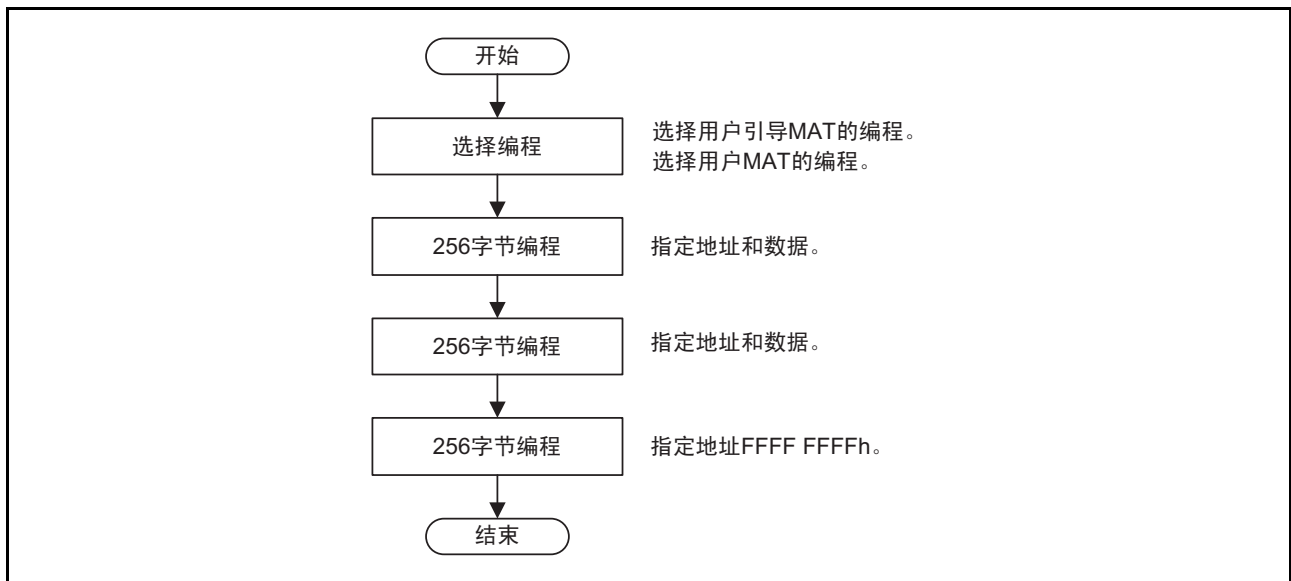 开始
选择编程
选择用户引导MAT的编程。
选择用户MAT的编程。
256字节编程
指定地址和数据。
256字节编程
指定地址和数据。
256字节编程
指定地址FFFF FFFFh。
结束